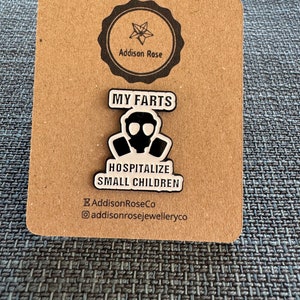 Addison Rose
MY FARTS
HOSPITALIZE
SMALL CHILDREN
AddisonRoseCo
addisonrosejewelleryco